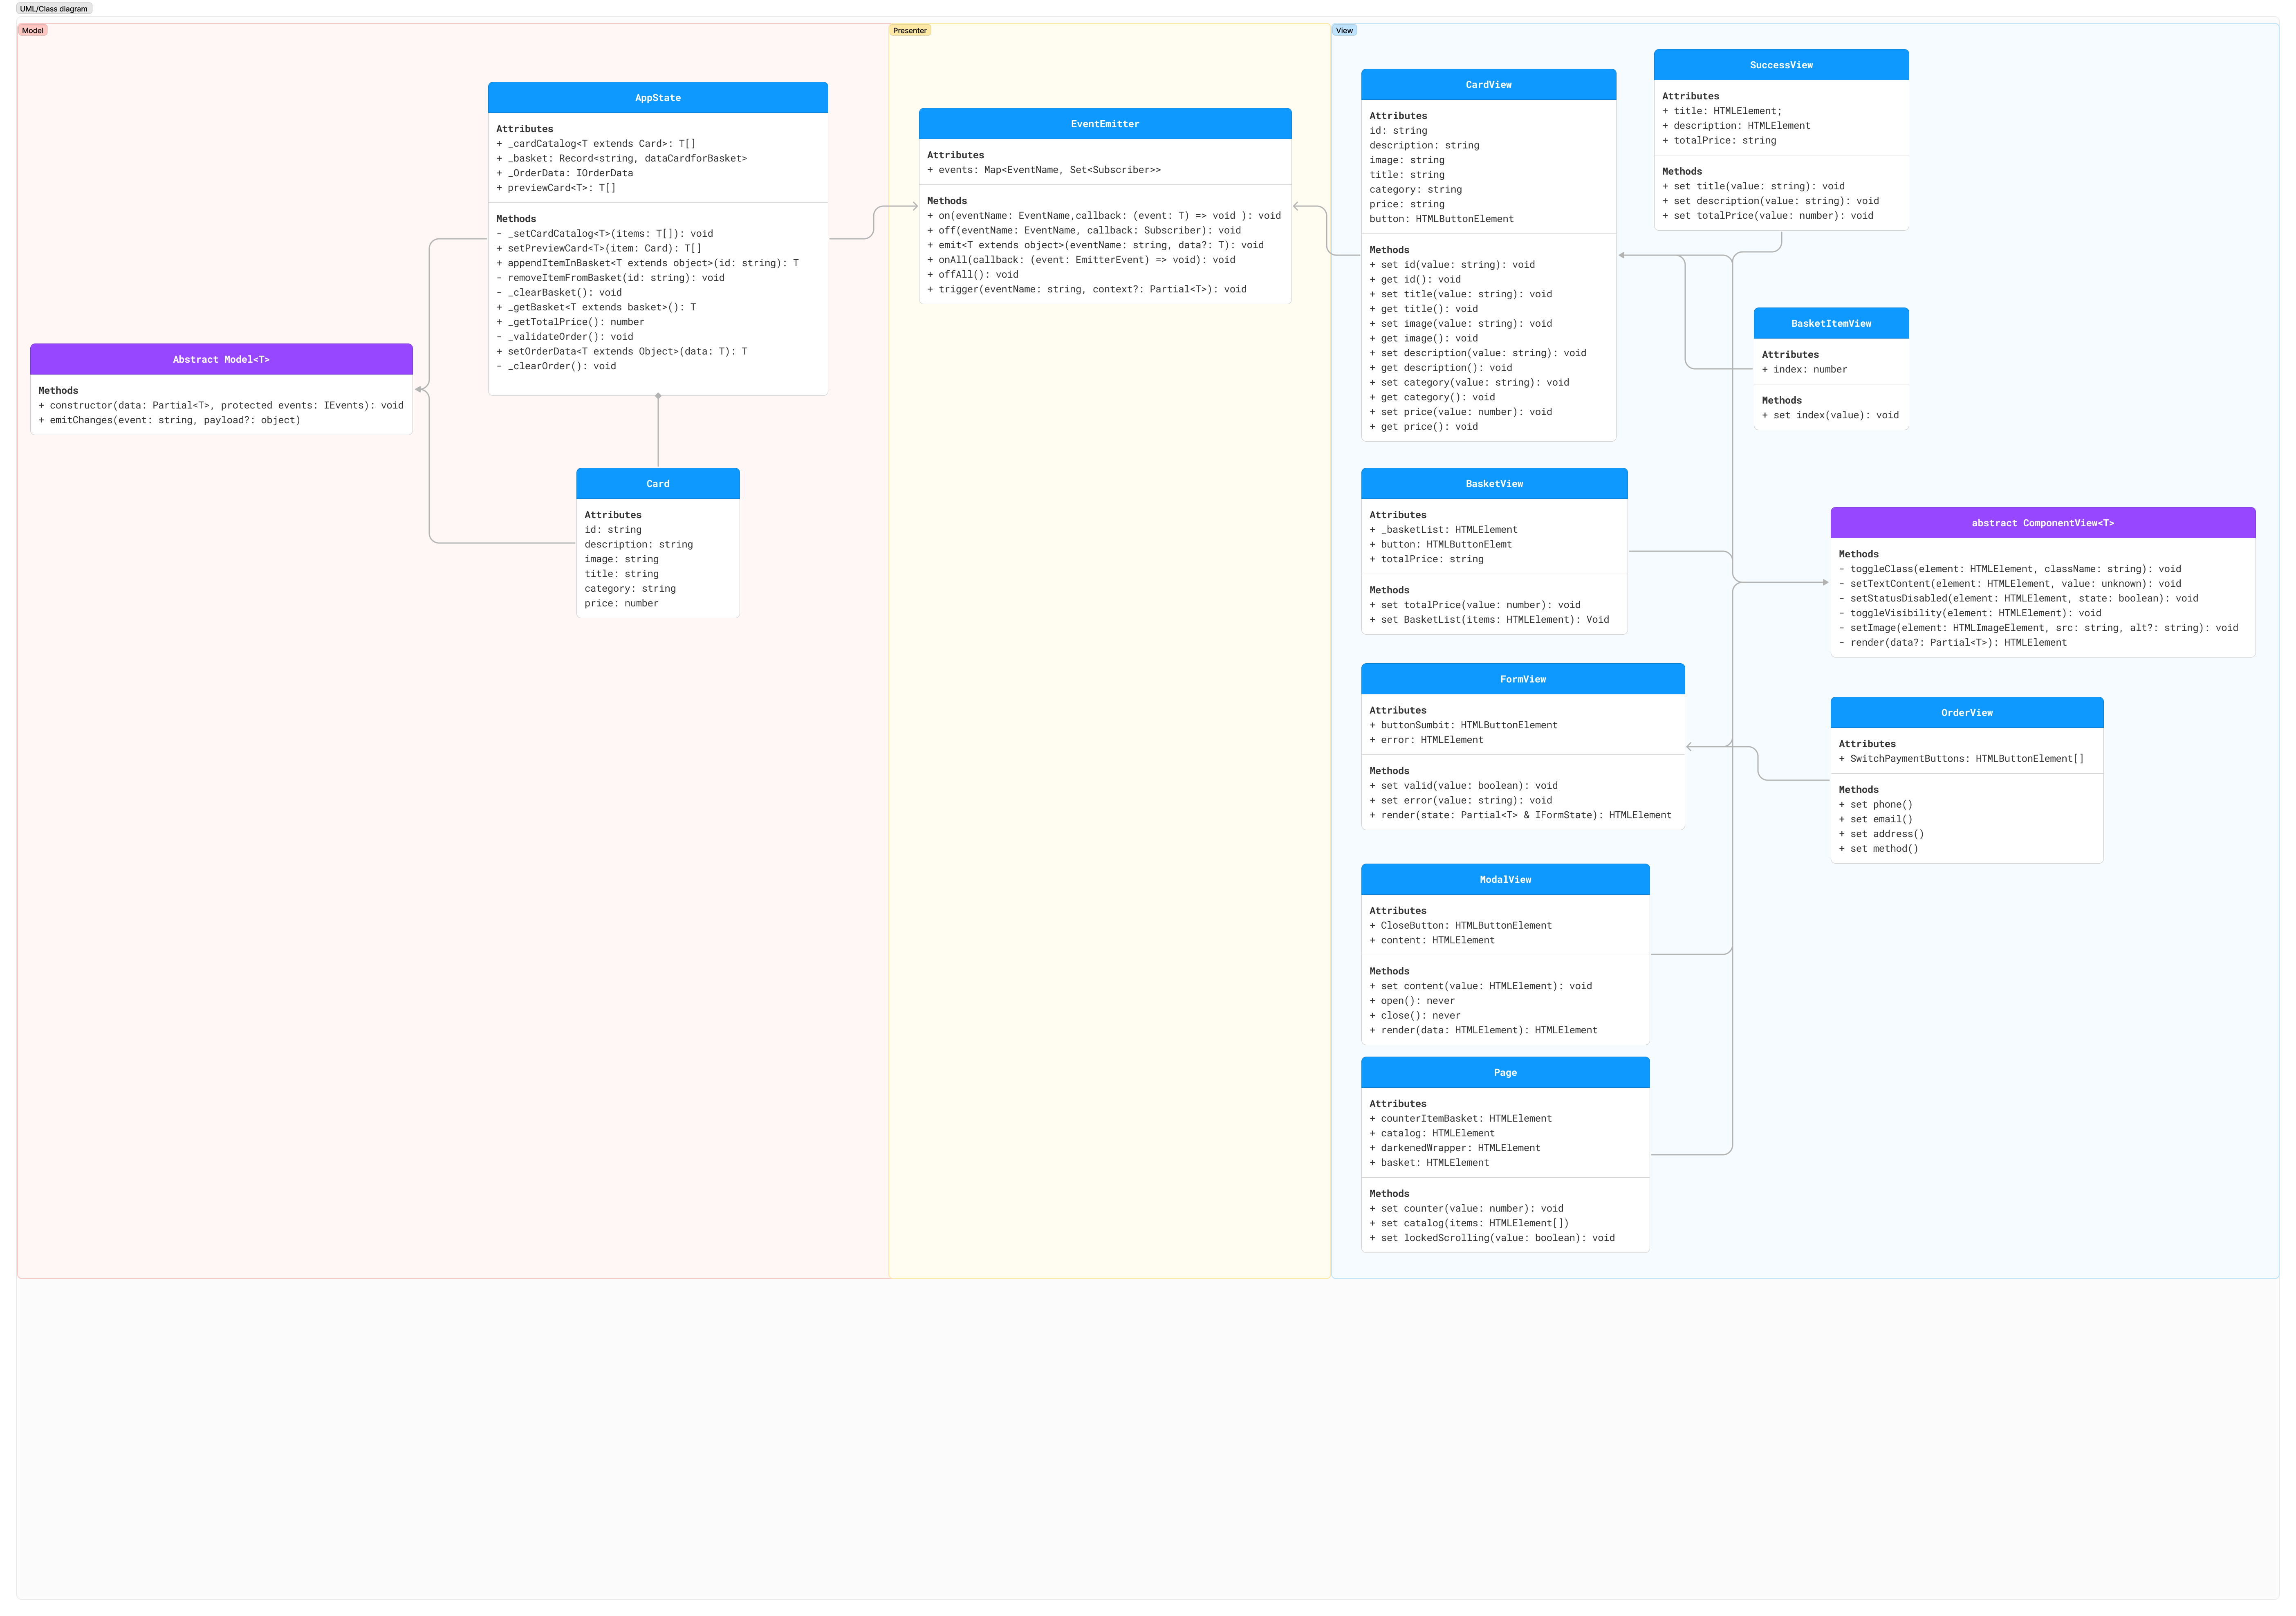 UML/Class diagram
Model
AppState
Attributes
+ _cardCatalog<T extends Card>: T[]
+ _basket: Record<string, dataCardforBasket>
+ _OrderData: IOrderData
+ previewCard<T>: T[]
Methods
- _setCardCatalog<T>(items: T[]): void
+ setPreviewCard<T>(item: Card): T[]
+ appendItemInBasket<T extends object>(id: string): T
- removeItemFromBasket(id: string): void
- _clearBasket(): void
+ _getBasket<T extends basket>(): T
+ _getTotalPrice(): number
- _validateOrder(): void
+ setOrderData<T extends Object>(data: T): T
- _clearOrder(): void
Abstract Model<T>
Methods
+ constructor(data: Partial<T>, protected events: IEvents): void
+ emitChanges(event: string, payload?: object)
Card
Attributes
id: string
description: string
image: string
title: string
category: string
price: number
Presenter
EventEmitter
Attributes
+ events: Map<EventName, Set<Subscriber>>
Methods
+ on(eventName: EventName,callback: (event: T) => void ): void
+ off(eventName: EventName, callback: Subscriber): void
+ emit<T extends object>(eventName: string, data?: T): void
+ onAll(callback: (event: EmitterEvent) => void): void
+ offAll(): void
+ trigger(eventName: string, context?: Partial<T>): void
View
CardView
Attributes
id: string
description: string
image: string
title: string
category: string
price: string
button: HTMLButtonElement
Methods
+ set id(value: string): void
+ get id(): void
+ set title(value: string): void
+ get title(): void
+ set image(value: string): void
+ get image(): void
+ set description(value: string): void
+ get description(): void
+ set category(value: string): void
+ get category(): void
+ set price(value: number): void
+ get price(): void
SuccessView
Attributes
+ title: HTMLElement;
+ description: HTMLElement
+ totalPrice: string
Methods
+ set title(value: string): void
+ set description(value: string): void
+ set totalPrice(value: number): void
BasketItemView
Attributes
+ index: number
Methods
+ set index(value): void
BasketView
Attributes
+ _basketList: HTMLElement
+ button: HTMLButtonElemt
+ totalPrice: string
Methods
+ set totalPrice(value: number): void
+ set BasketList(items: HTMLElement): Void
abstract ComponentView<T>
Methods
- toggleClass(element: HTMLElement, className: string): void
- setTextContent(element: HTMLElement, value: unknown): void
- setStatusDisabled(element: HTMLElement, state: boolean): void
- toggleVisibility(element: HTMLElement): void
- setImage(element: HTMLImageElement, src: string, alt?: string): void
- render(data?: Partial<T>): HTMLElement
FormView
Attributes
+ buttonSumbit: HTMLButtonElement
+ error: HTMLElement
Methods
+ set valid(value: boolean): void
+ set error(value: string): void
+ render(state: Partial<T> & IFormState): HTMLElement
OrderView
Attributes
+ SwitchPaymentButtons: HTMLButtonElement[]
Methods
+ set phone()
+ set email()
+ set address()
+ set method()
ModalView
Attributes
+ CloseButton: HTMLButtonElement
+ content: HTMLElement
Methods
+ set content(value: HTMLElement): void
+ open(): never
+ close(): never
+ render(data: HTMLElement): HTMLElement
Page
Attributes
+ counterItemBasket: HTMLElement
+ catalog: HTMLElement
+ darkenedWrapper: HTMLElement
+ basket: HTMLElement
Methods
+ set counter(value: number): void
+ set catalog(items: HTMLElement[])
+ set lockedScrolling(value: boolean): void